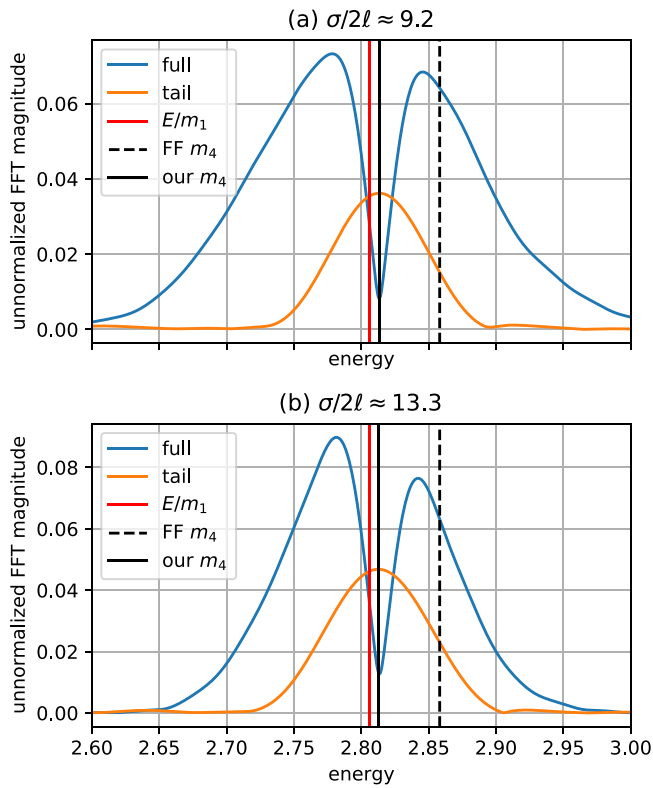 (a) σ/2ℓ ≈ 9.2
unnormalized FFT magnitude
0.06
0.04
0.02
0.00
full
tail
E/m₁
FF m₄
our m₄
energy
(b) σ/2ℓ ≈ 13.3
unnormalized FFT magnitude
0.08
0.06
0.04
0.02
0.00
full
tail
E/m₁
FF m₄
our m₄
2.60 2.65 2.70 2.75 2.80 2.85 2.90 2.95 3.00
energy